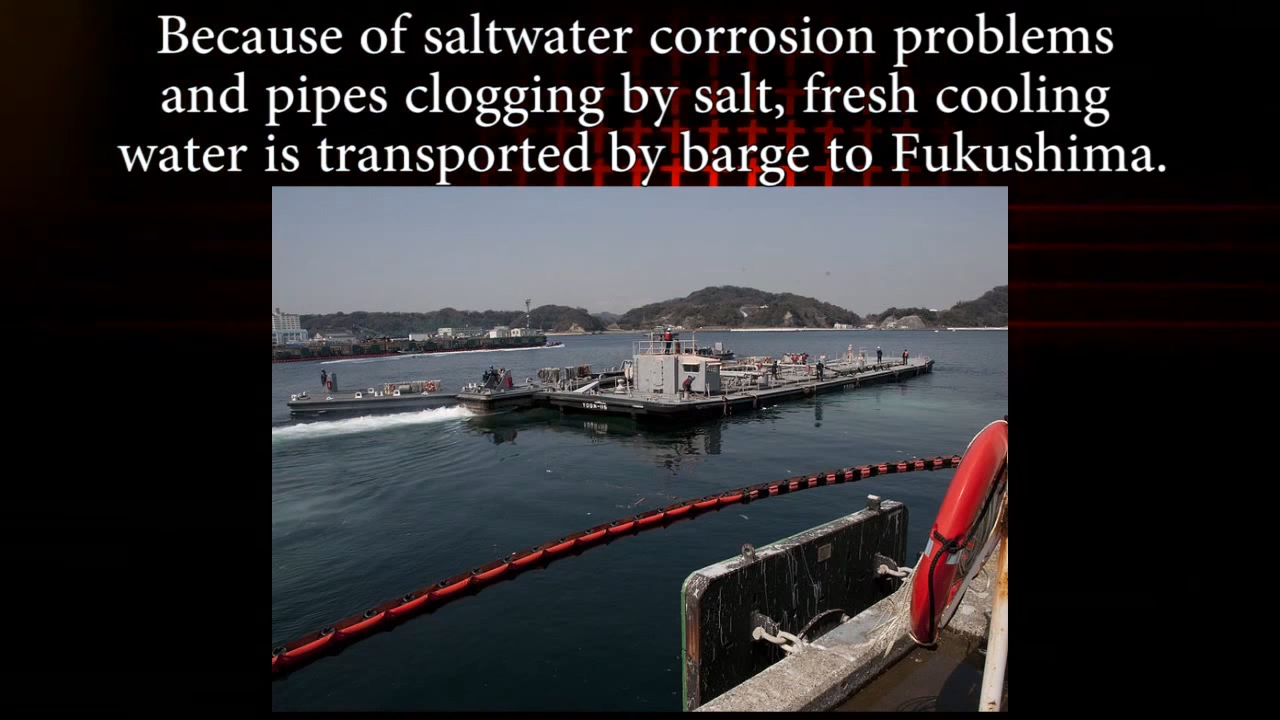 Because of saltwater corrosion problems
and pipes clogging by salt, fresh cooling
water is transported by barge to Fukushima.